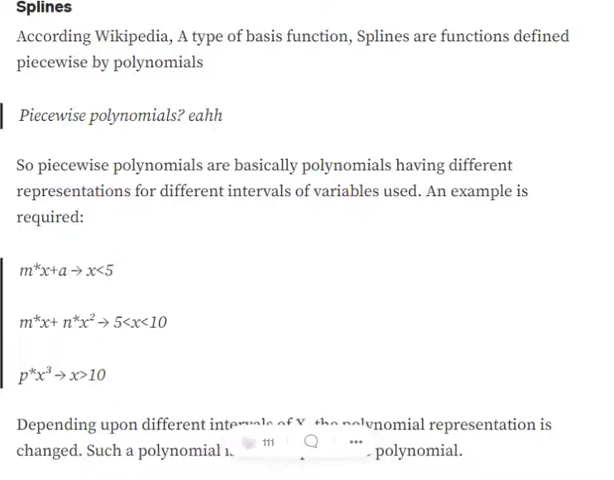 Splines
According Wikipedia, A type of basis function, Splines are functions defined
piecewise by polynomials
Piecewise polynomials? eahh
So piecewise polynomials are basically polynomials having different
representations for different intervals of variables used. An example is
required:
m*x+a → x<5
m*x+ n*x² → 5<x<10
p*x³ → x>10
Depending upon different intervals of X, the polynomial representation is
changed. Such a polynomial polynomial.
111